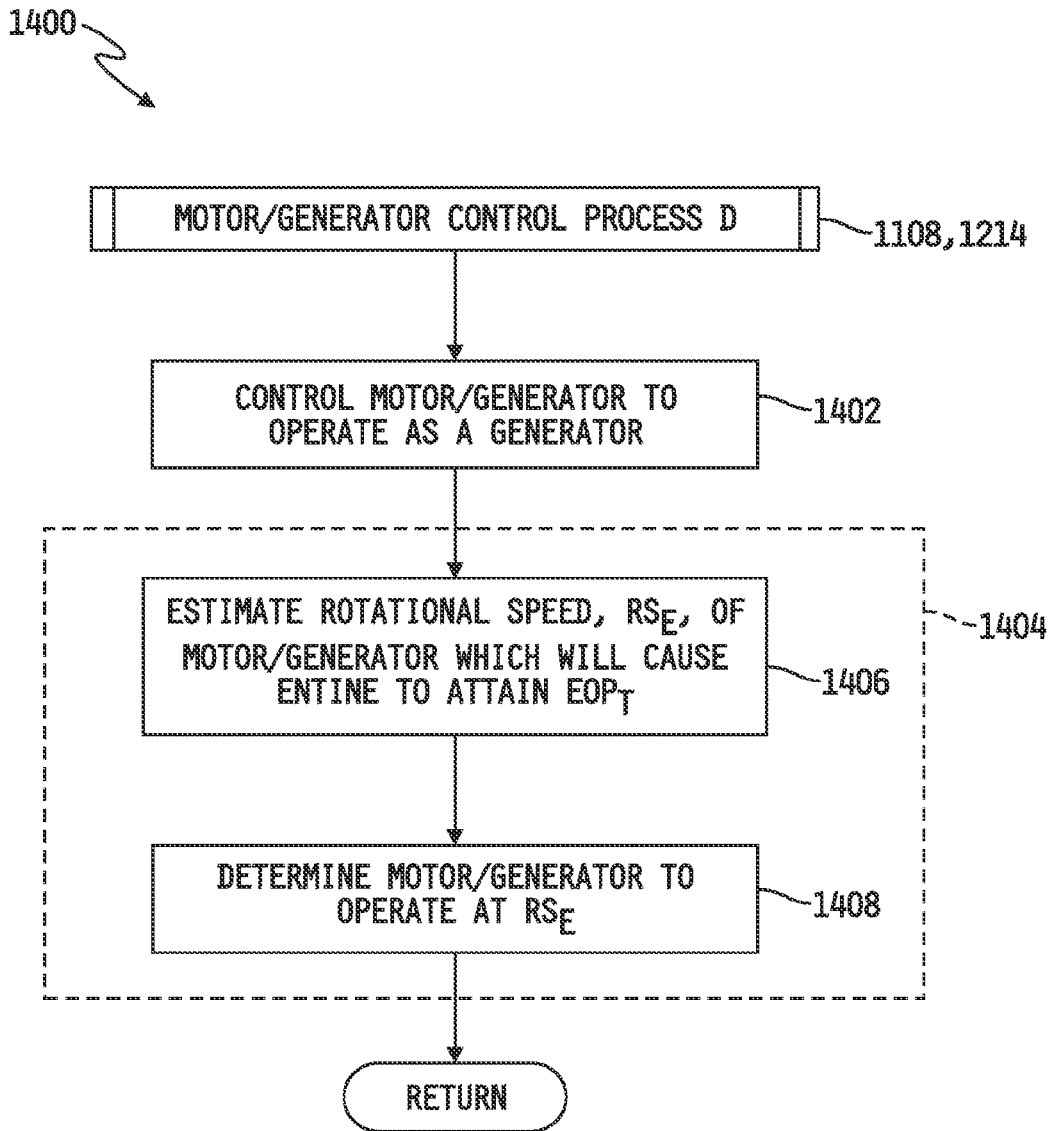 1400
MOTOR/GENERATOR CONTROL PROCESS D
1108,1214
CONTROL MOTOR/GENERATOR TO
OPERATE AS A GENERATOR
1402
ESTIMATE ROTATIONAL SPEED, RSE, OF
MOTOR/GENERATOR WHICH WILL CAUSE
ENTINE TO ATTAIN EOPT
1404
1406
DETERMINE MOTOR/GENERATOR TO
OPERATE AT RSE
1408
RETURN